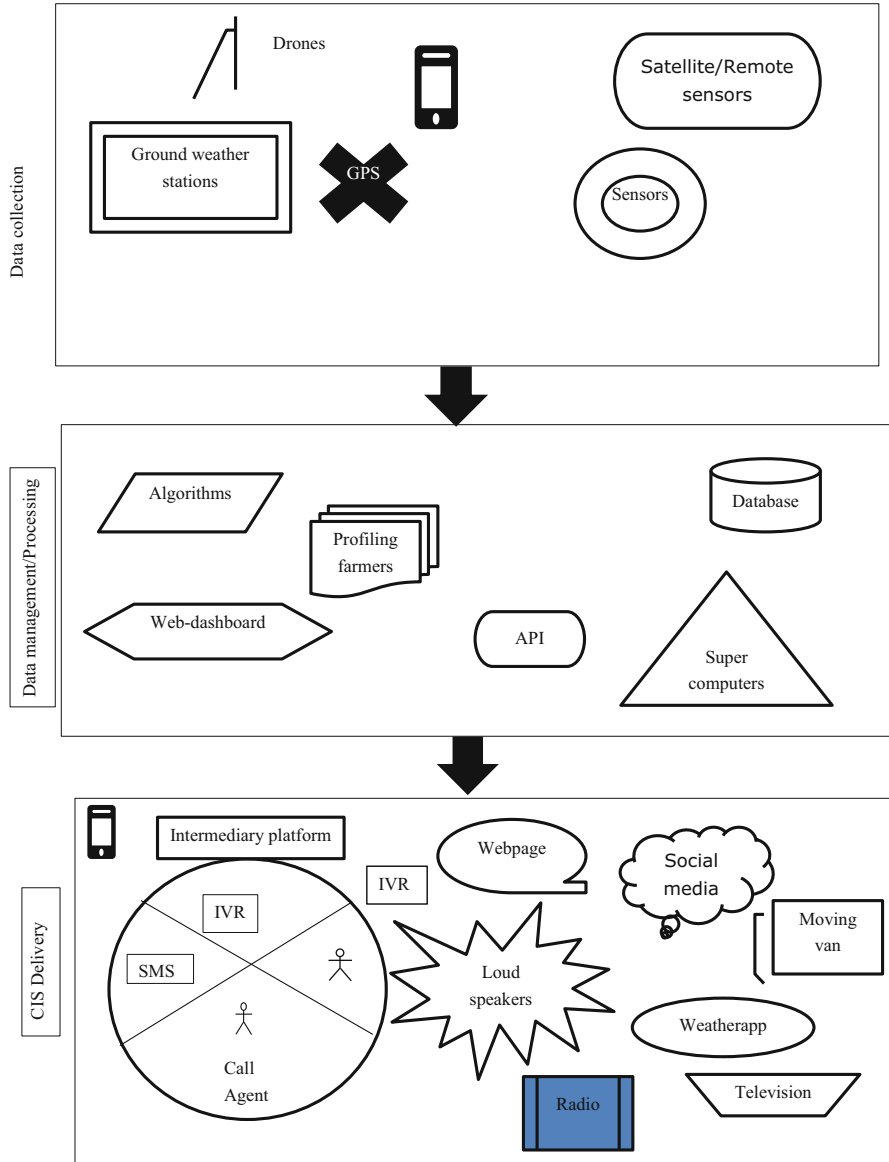 Data collection
Drones
Satellite/Remote
sensors
Ground weather
stations
GPS
Sensors
Data management/Processing
Algorithms
Database
Profiling
farmers
Web-dashboard
API
Super
computers
CIS Delivery
Intermediary platform
Webpage
Social
media
IVR
IVR
Moving
van
SMS
Loud
speakers
Weatherapp
Call
Agent
Television
Radio